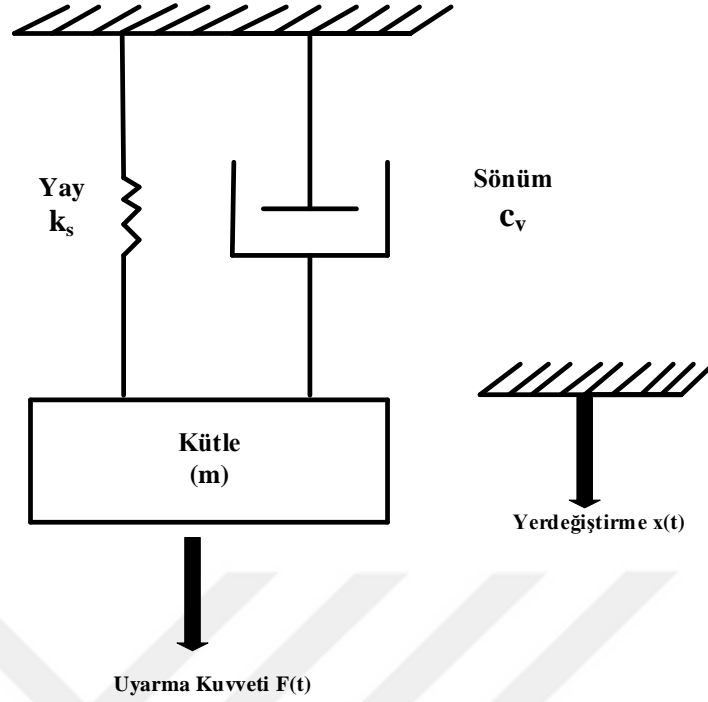 Yay
kₛ
Sönüm
cᵥ
Kütle
(m)
Yerdeğiştirme x(t)
Uyarma Kuvveti F(t)